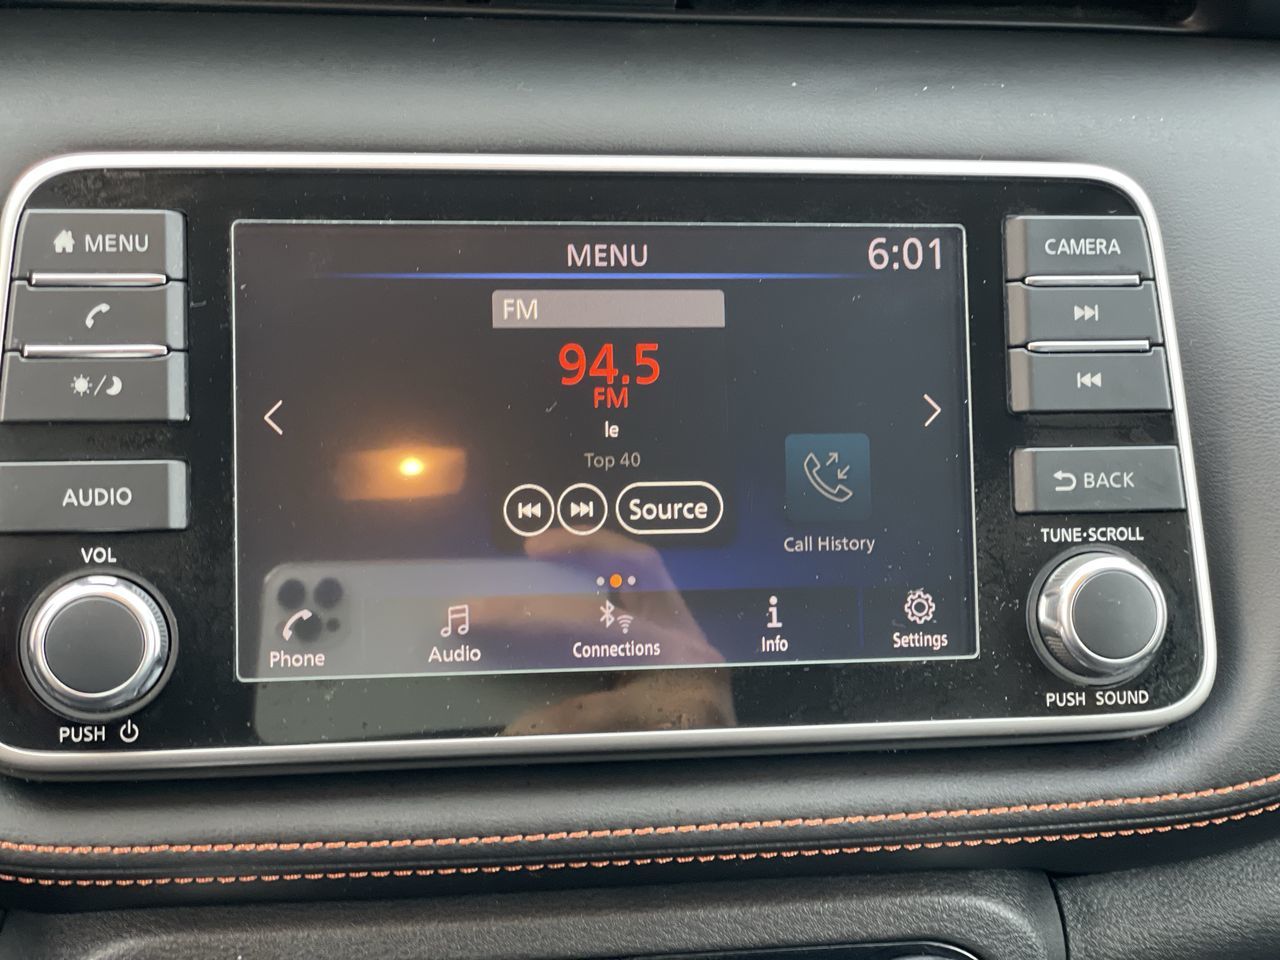 MENU
AUDIO
VOL
PUSH
MENU
6:01
FM
94.5
FM
le
Top 40
Source
Call History
Phone
Audio
Connections
Info
Settings
CAMERA
BACK
TUNE•SCROLL
PUSH SOUND